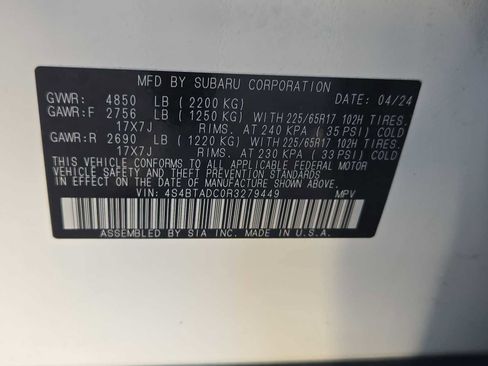 MFD BY SUBARU CORPORATION
GVWR: 4850 LB (2200 KG) DATE: 04/24
GAWR:F 2756 LB (1250 KG) WITH 225/65R17 102H TIRES.
17X7J RIMS. AT 240 KPA (35 PSI) COLD
GAWR:R 2690 LB (1220 KG) WITH 225/65R17 102H TIRES.
17X7J RIMS. AT 230 KPA (33 PSI) COLD
THIS VEHICLE CONFORMS TO ALL APPLICABLE FEDERAL MOTOR
VEHICLE SAFETY AND THEFT PREVENTION STANDARDS
IN EFFECT ON THE DATE OF MANUFACTURE SHOWN ABOVE.
VIN: 4S4BTADC0R3279449 MPV
ASSEMBLED BY SIA INC. MADE IN U.S.A.